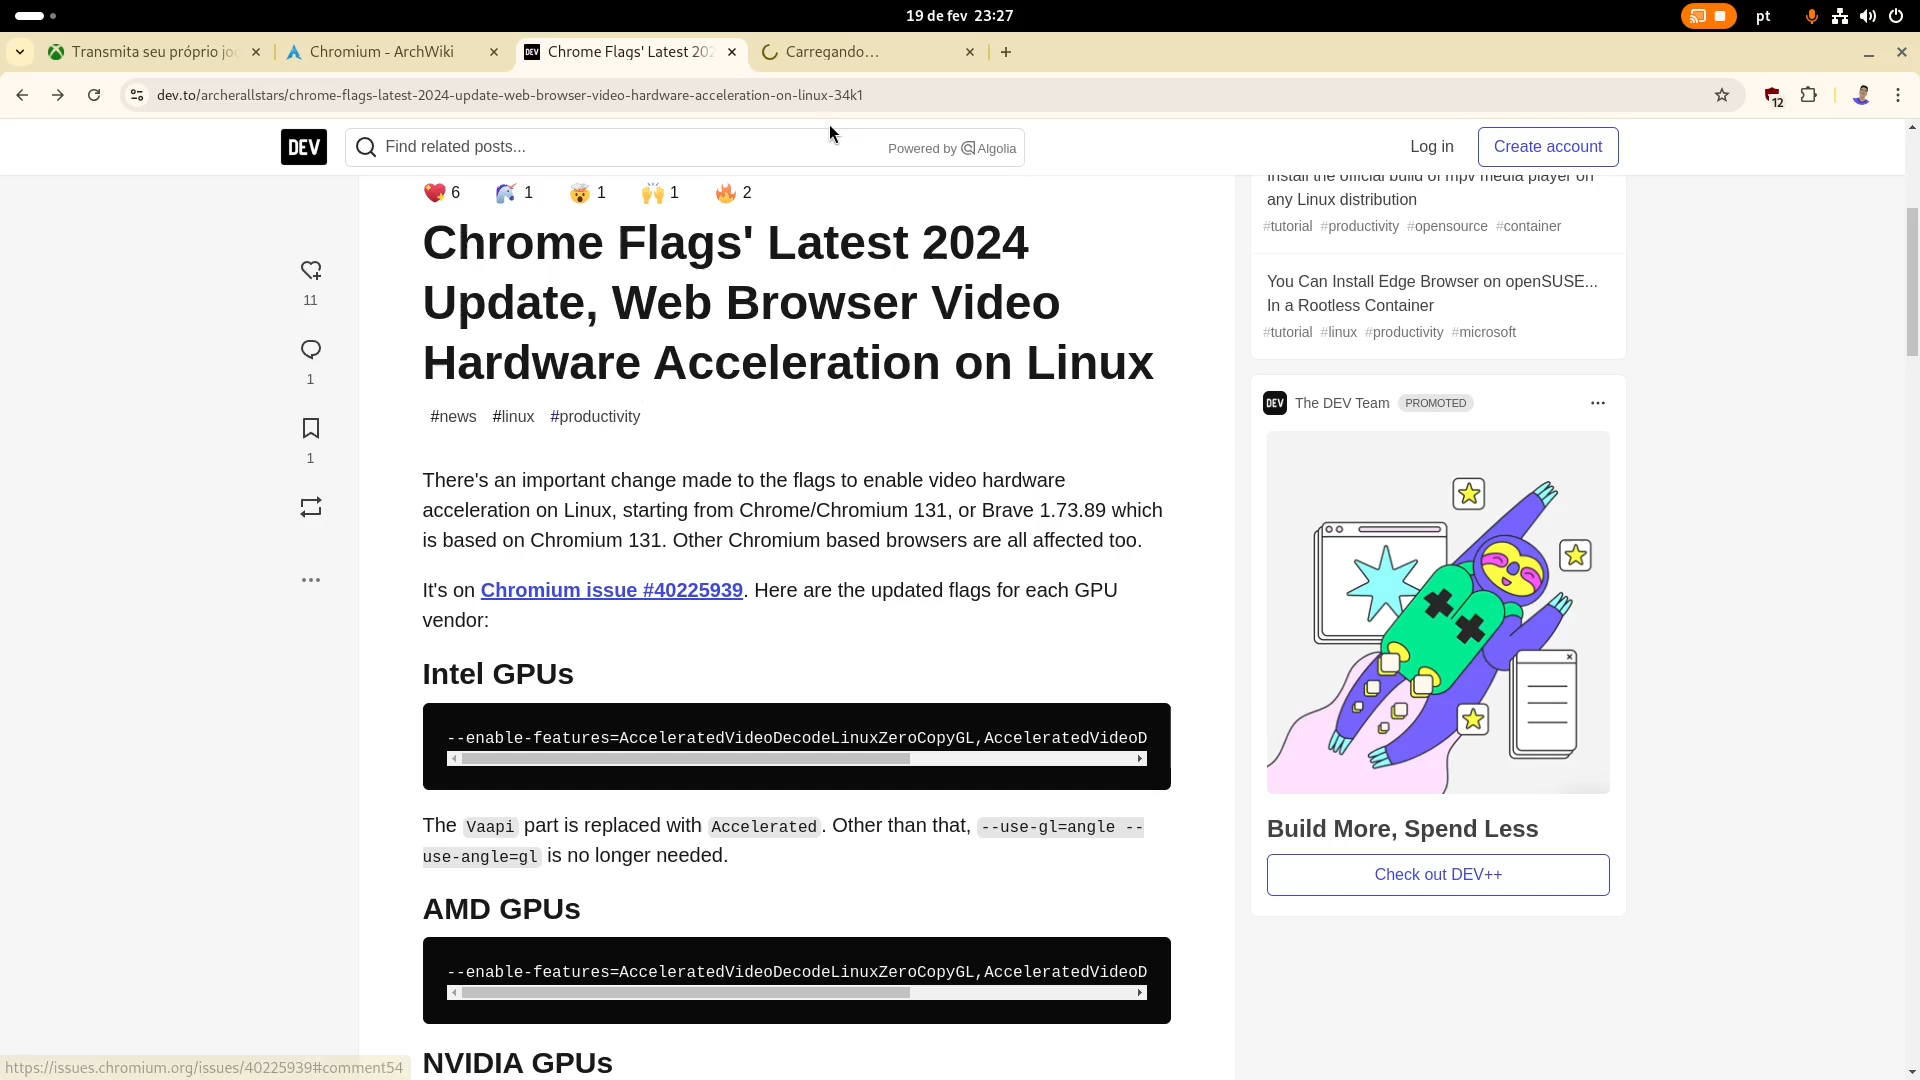 19 de fev 23:27
pt
Transmita seu próprio jo
Chromium - ArchWiki
DEV
Chrome Flags' Latest 202
Carregando…
dev.to/archerallstars/chrome-flags-latest-2024-update-web-browser-video-hardware-acceleration-on-linux-34k1
12
DEV
Find related posts...
Powered by Algolia
Log in
Create account
6
1
1
1
2
Chrome Flags' Latest 2024
Update, Web Browser Video
Hardware Acceleration on Linux
#news #linux #productivity
11
1
1
There's an important change made to the flags to enable video hardware
acceleration on Linux, starting from Chrome/Chromium 131, or Brave 1.73.89 which
is based on Chromium 131. Other Chromium based browsers are all affected too.
It's on Chromium issue #40225939. Here are the updated flags for each GPU
vendor:
Intel GPUs
--enable-features=AcceleratedVideoDecodeLinuxZeroCopyGL,AcceleratedVideoD
The Vaapi part is replaced with Accelerated. Other than that, --use-gl=angle --
use-angle=gl is no longer needed.
AMD GPUs
--enable-features=AcceleratedVideoDecodeLinuxZeroCopyGL,AcceleratedVideoD
NVIDIA GPUs
Install the official build of mpv media player on
any Linux distribution
#tutorial #productivity #opensource #container
You Can Install Edge Browser on openSUSE...
In a Rootless Container
#tutorial #linux #productivity #microsoft
DEV
The DEV Team
PROMOTED
Build More, Spend Less
Check out DEV++
https://issues.chromium.org/issues/40225939#comment54